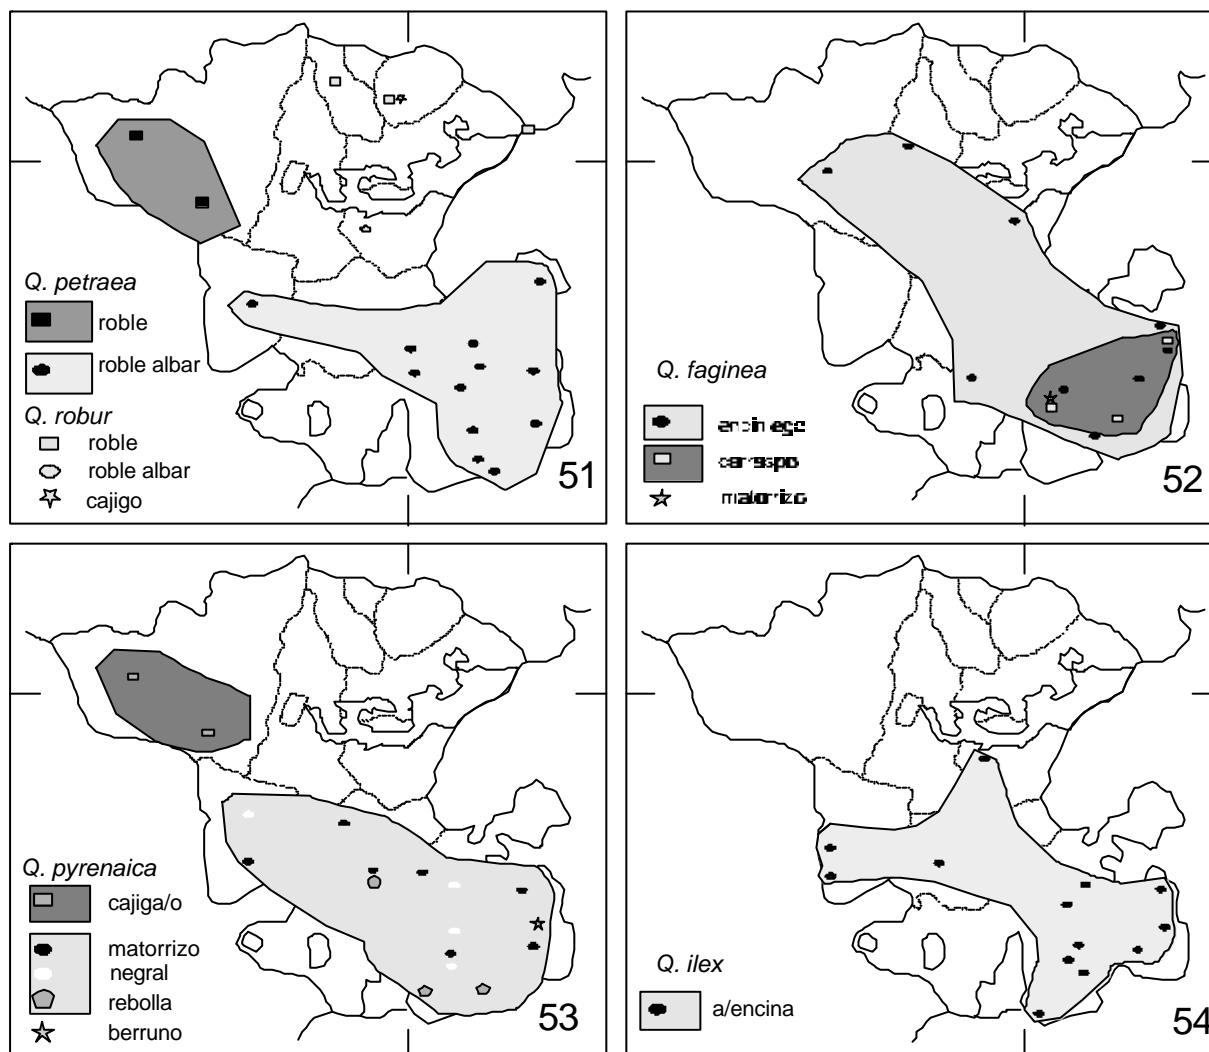 Q. petraea
roble
roble albar
Q. robur
roble
roble albar
cajigo
51
Q. faginea
52
Q. pyrenaica
cajiga/o
matorrizo
negral
rebolla
berruno
53
Q. ilex
a/encina
54